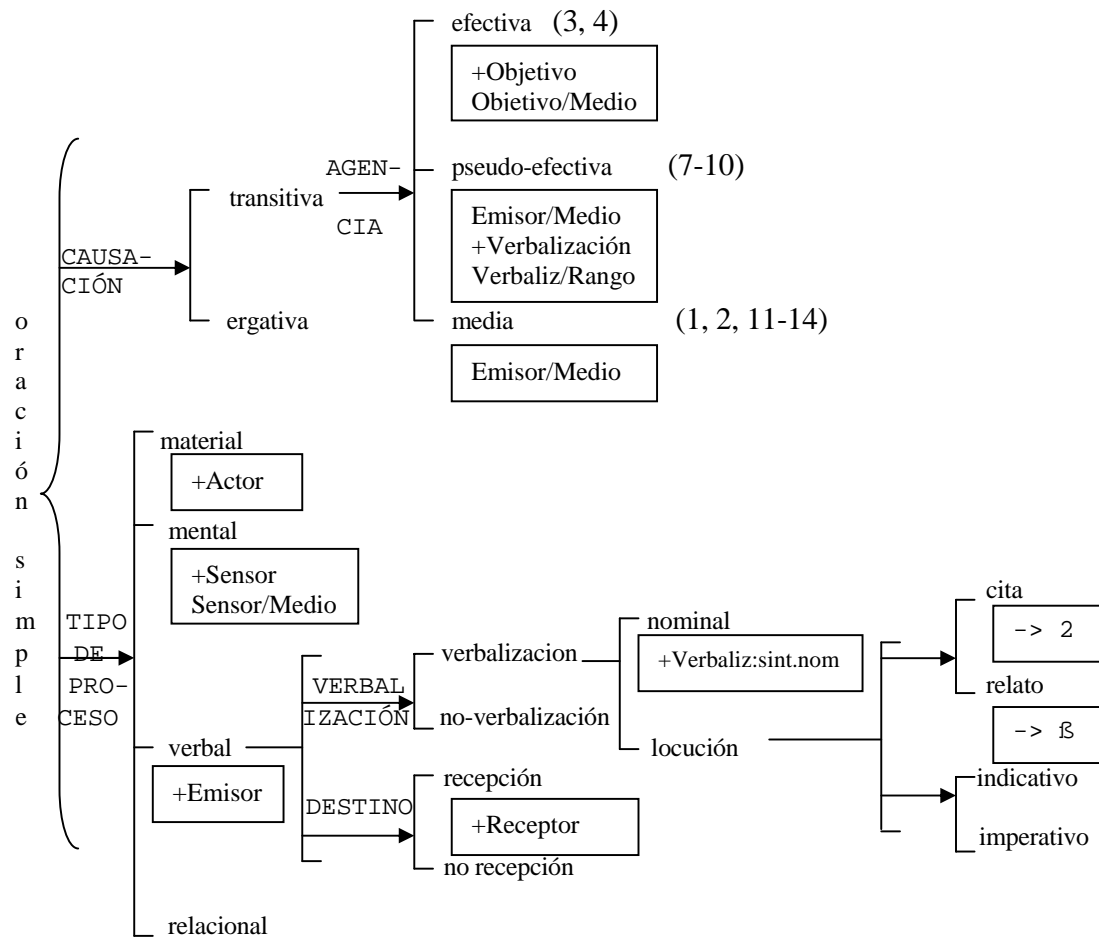 efectiva (3, 4)
+Objetivo
Objetivo/Medio
AGEN-
CIA
pseudo-efectiva (7-10)
transitiva
Emisor/Medio
+Verbalización
Verbaliz/Rango
CAUSA-
CIÓN
ergativa
media (1, 2, 11-14)
Emisor/Medio
oración simple
material
+Actor
mental
+Sensor
Sensor/Medio
TIPO
DE
PRO-
CESO
verbal
+Emisor
relacional
VERBAL
IZACIÓN
verbalizacion
no-verbalización
DESTINO
recepción
+Receptor
no recepción
nominal
+Verbaliz:sint.nom
locución
cita
-> 2
relato
-> ß
indicativo
imperativo